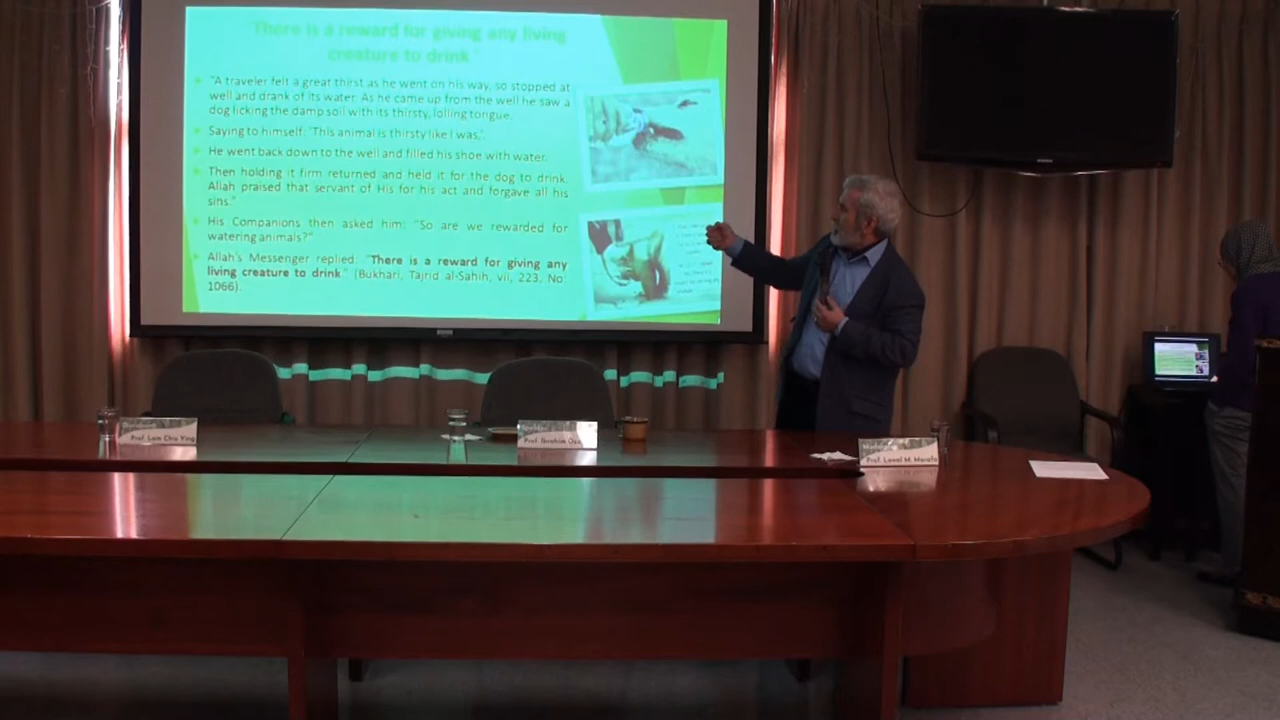 "There is a reward for giving any living
creature to drink"
"A traveler felt a great thirst as he went on his way, so stopped at
well and drank of its water. As he came up from the well he saw a
dog licking the damp soil with its thirsty, lolling tongue.
Saying to himself: 'This animal is thirsty like I was,'.
He went back down to the well and filled his shoe with water.
Then holding it firm returned and held it for the dog to drink.
Allah praised that servant of His for his act and forgave all his
sins."
His Companions then asked him: "So are we rewarded for
watering animals?"
Allah's Messenger replied: "There is a reward for giving any
living creature to drink." (Bukhari, Tajrid al-Sahih, vii, 223, No:
1066).
Prof. Lam Chiu Ying
Prof. Ibrahim
Prof. Lawal M. Marafa